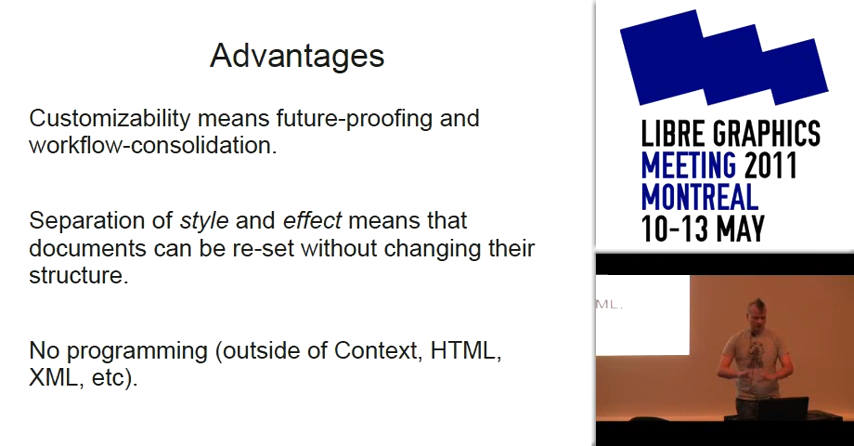 Advantages
Customizability means future-proofing and
workflow-consolidation.
Separation of style and effect means that
documents can be re-set without changing their
structure.
No programming (outside of Context, HTML,
XML, etc).
LIBRE GRAPHICS
MEETING 2011
MONTREAL
10-13 MAY
ML,